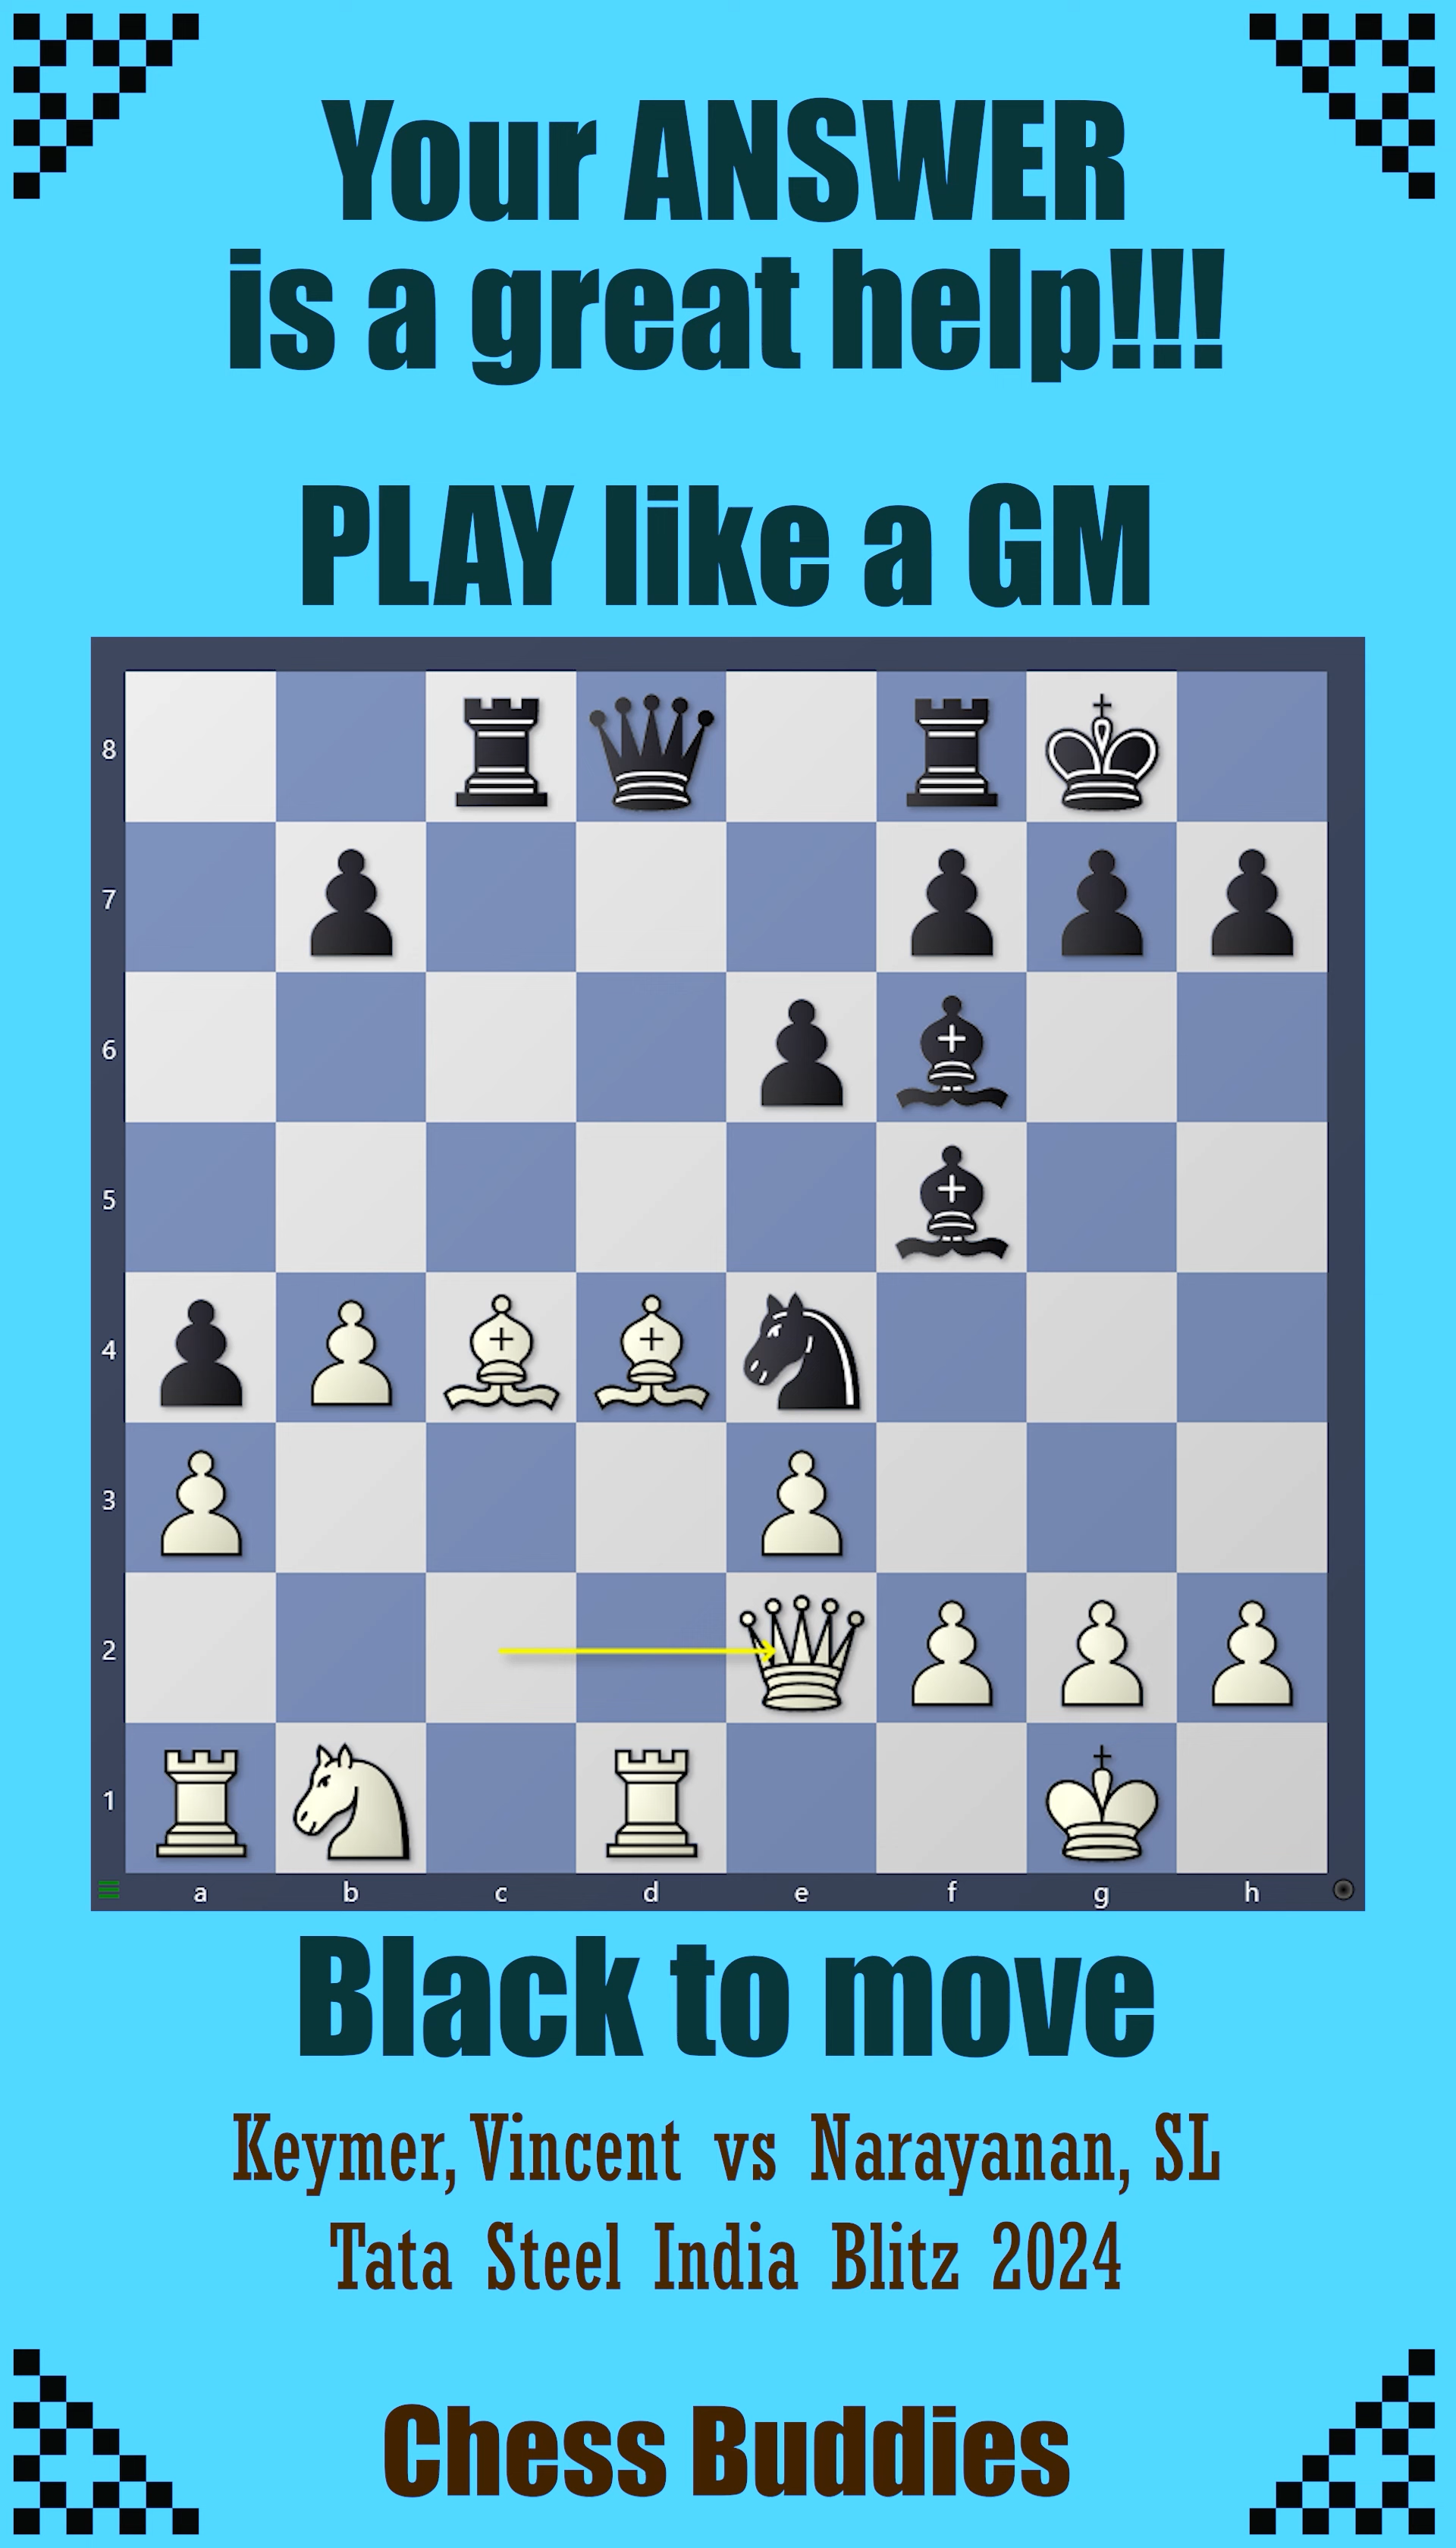 Your ANSWER
is a great help!!!
PLAY like a GM
8
7
6
5
4
3
2
1
a b c d e f g h
Black to move
Keymer, Vincent vs Narayanan, SL
Tata Steel India Blitz 2024
Chess Buddies